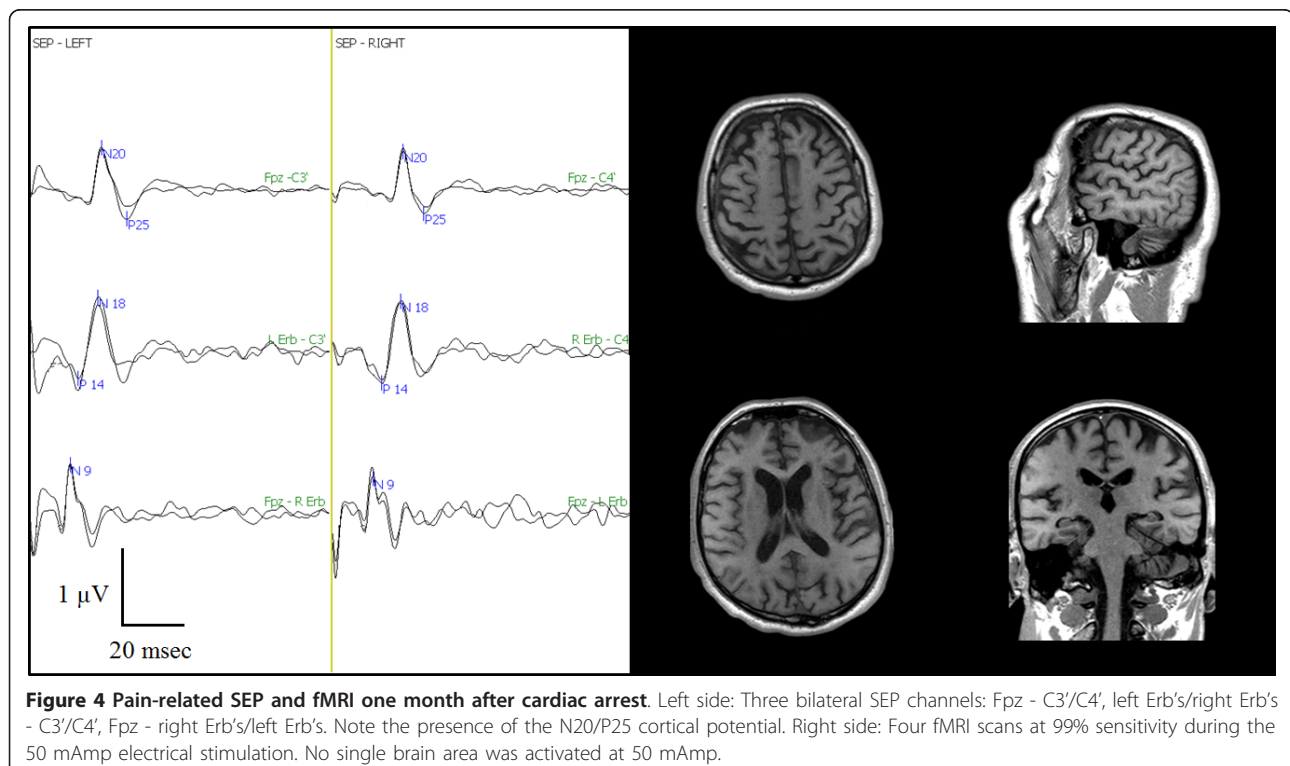 SEP - LEFT
SEP - RIGHT
N20
Fpz -C3'
P25
N20
Fpz - C4'
P25
N 18
L Erb - C3'
P 14
N 18
R Erb - C4
P 14
N 9
Fpz - R Erb
N 9
Fpz - L Erb
1 µV
20 msec
Figure 4 Pain-related SEP and fMRI one month after cardiac arrest. Left side: Three bilateral SEP channels: Fpz - C3'/C4', left Erb's/right Erb's
- C3'/C4', Fpz - right Erb's/left Erb's. Note the presence of the N20/P25 cortical potential. Right side: Four fMRI scans at 99% sensitivity during the
50 mAmp electrical stimulation. No single brain area was activated at 50 mAmp.